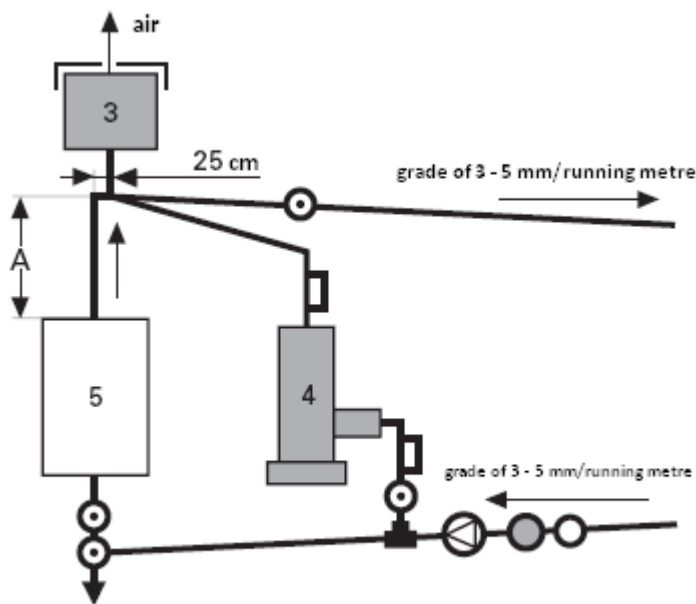 air
3
25 cm
grade of 3 - 5 mm/running metre
A
5
4
grade of 3 - 5 mm/running metre